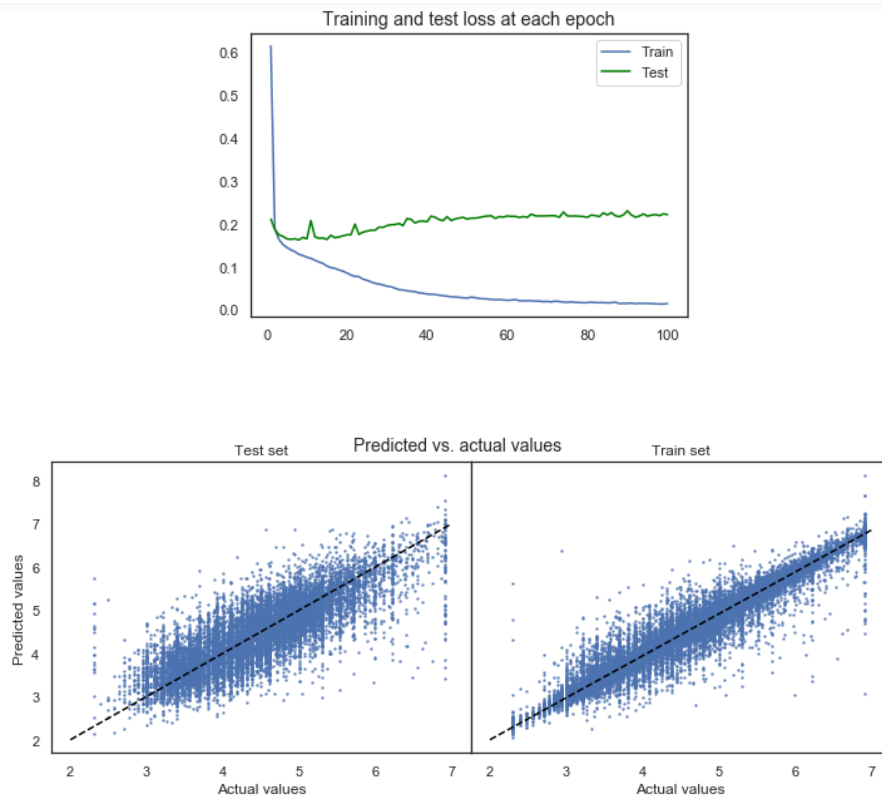 Training and test loss at each epoch
0.6
0.5
0.4
0.3
0.2
0.1
0.0
Train
Test
0 20 40 60 80 100
Predicted vs. actual values
Test set Train set
8
7
6
5
4
3
2
Predicted values
2 3 4 5 6 7 2 3 4 5 6 7
Actual values Actual values